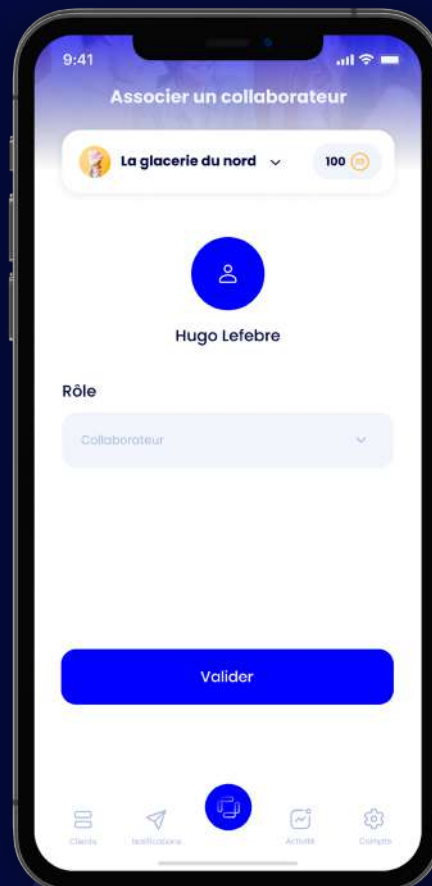 9:41
Associer un collaborateur
La glacerie du nord
100
Hugo Lefebre
Rôle
Collaborateur
Valider
Clients
Notifications
Activité
Compte